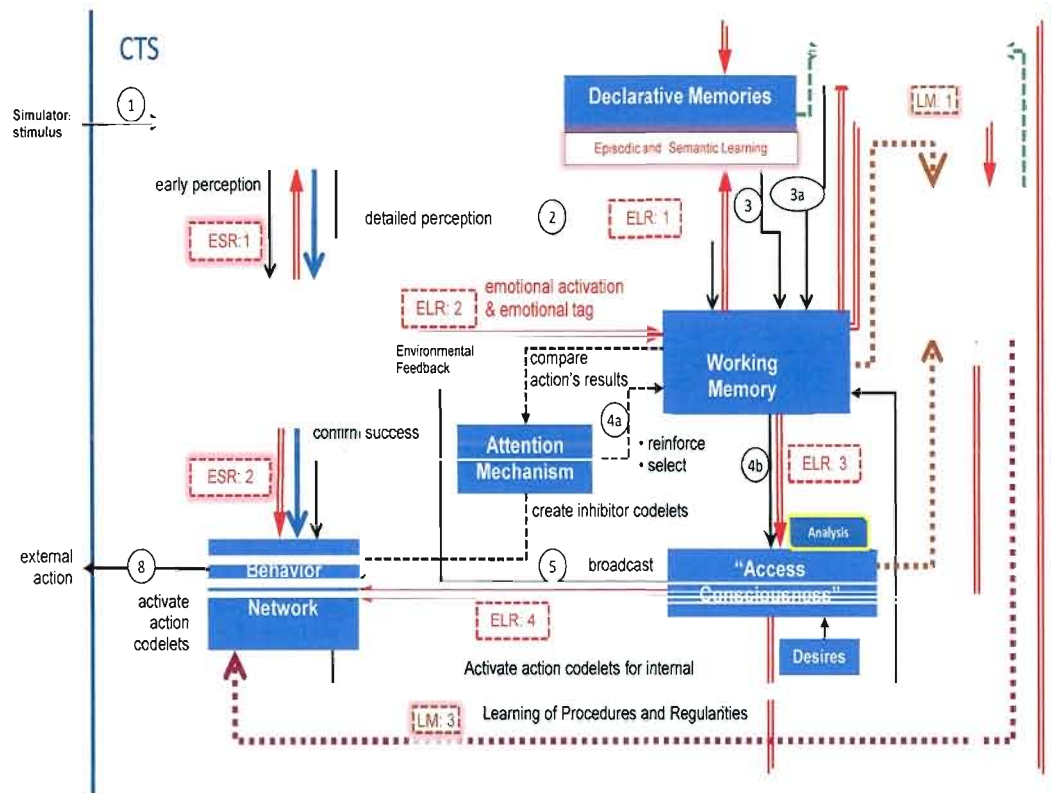 CTS
1
Simulator:
stimulus
Declarative Memories
Episodic and Semantic Learning
LM: 1
early perception
ESR: 1
detailed perception
2
ELR: 1
3
3a
ELR: 2
emotional activation
& emotional tag
Environmental
Feedback
compare
action's results
Working
Memory
4a
• reinforce
• select
confirm success
ESR: 2
Attention
Mechanism
4b
ELR: 3
create inhibitor codelets
Analysis
external
action
8
Behavior
Network
5
broadcast
"Access
Consciousness"
activate
action
codelets
ELR: 4
Desires
Activate action codelets for internal
LM: 3
Learning of Procedures and Regularities